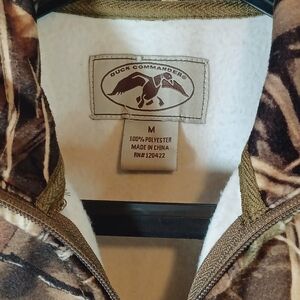 DUCK COMMANDER®
M
100% POLYESTER
MADE IN CHINA
RN# 120422